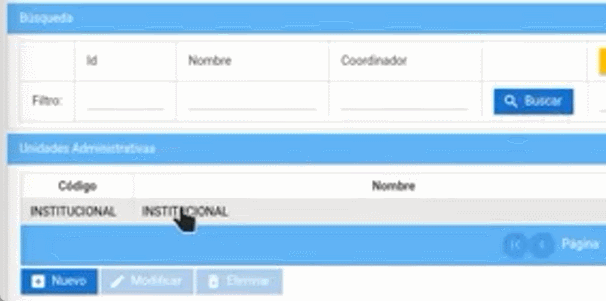 Búsqueda
Id Nombre Coordinador
Filtro: Buscar
Unidades Administrativas
Código Nombre
INSTITUCIONAL INSTITUCIONAL
Página
Nuevo Modificar Eliminar